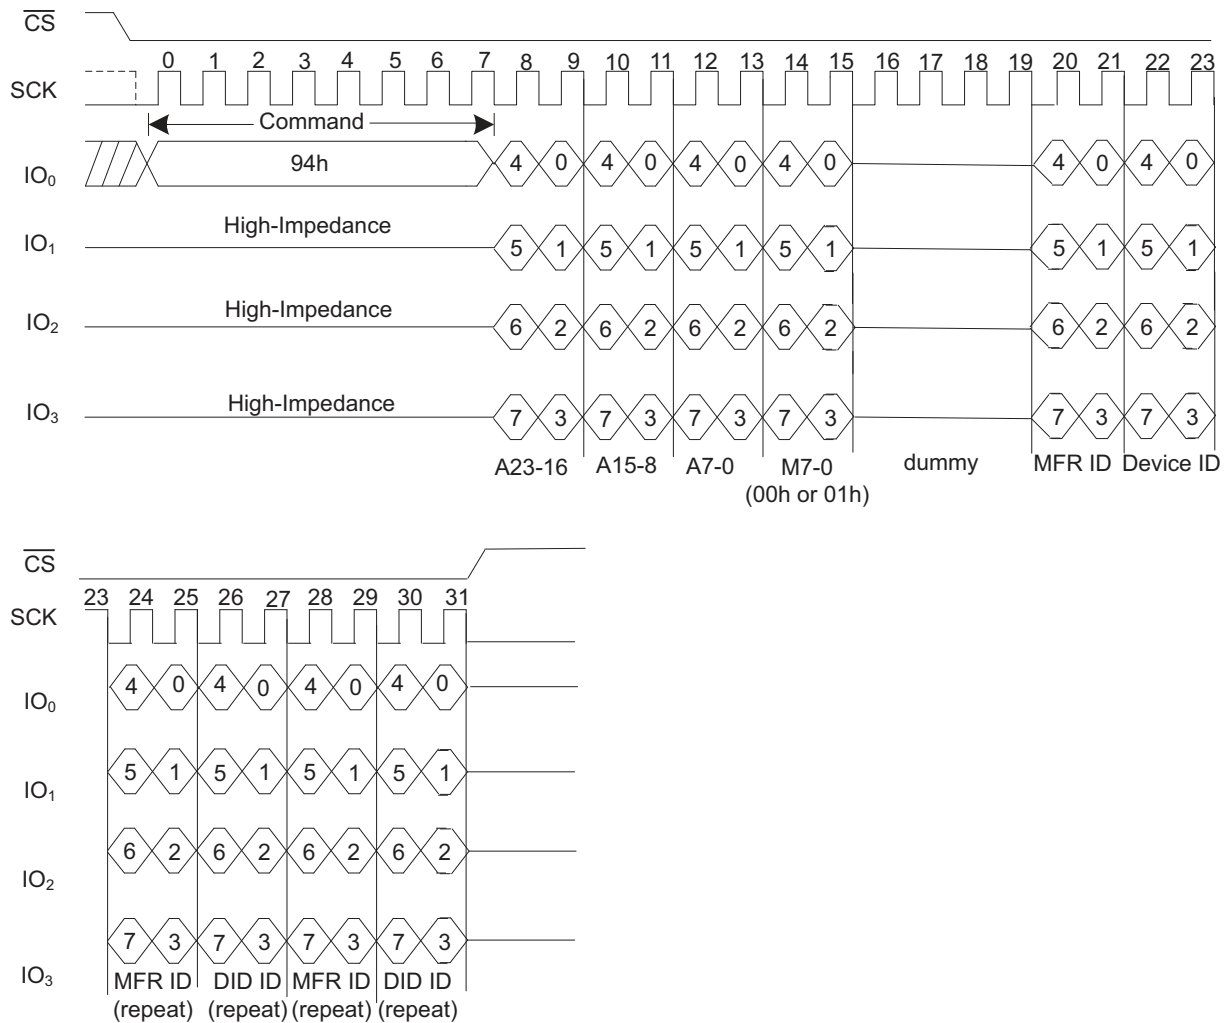 CS
0 1 2 3 4 5 6 7 8 9 10 11 12 13 14 15 16 17 18 19 20 21 22 23
SCK
Command
94h 4 0 4 0 4 0 4 0 4 0 4 0
IO0
High-Impedance
IO1 5 1 5 1 5 1 5 1 5 1 5 1
High-Impedance
IO2 6 2 6 2 6 2 6 2 6 2 6 2
High-Impedance
IO3 7 3 7 3 7 3 7 3 7 3 7 3
A23-16 A15-8 A7-0 M7-0 dummy MFR ID Device ID
(00h or 01h)
CS
23 24 25 26 27 28 29 30 31
SCK
4 0 4 0 4 0 4 0
IO0
5 1 5 1 5 1 5 1
IO1
6 2 6 2 6 2 6 2
IO2
7 3 7 3 7 3 7 3
IO3
MFR ID DID ID MFR ID DID ID
(repeat) (repeat) (repeat) (repeat)